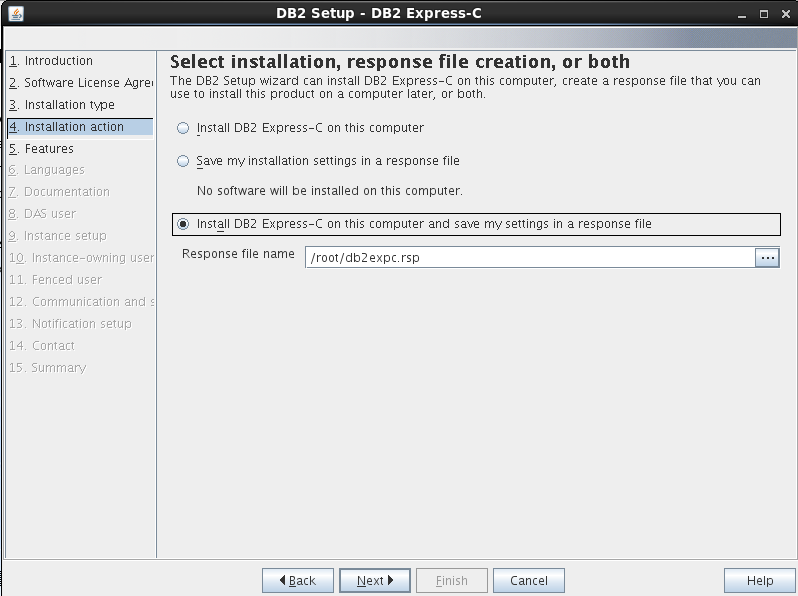 DB2 Setup - DB2 Express-C
1. Introduction
2. Software License Agre
3. Installation type
4. Installation action
5. Features
6. Languages
7. Documentation
8. DAS user
9. Instance setup
10. Instance-owning user
11. Fenced user
12. Communication and s
13. Notification setup
14. Contact
15. Summary
Select installation, response file creation, or both
The DB2 Setup wizard can install DB2 Express-C on this computer, create a response file that you can
use to install this product on a computer later, or both.
Install DB2 Express-C on this computer
Save my installation settings in a response file
No software will be installed on this computer.
Install DB2 Express-C on this computer and save my settings in a response file
Response file name
/root/db2expc.rsp
...
Back
Next
Finish
Cancel
Help